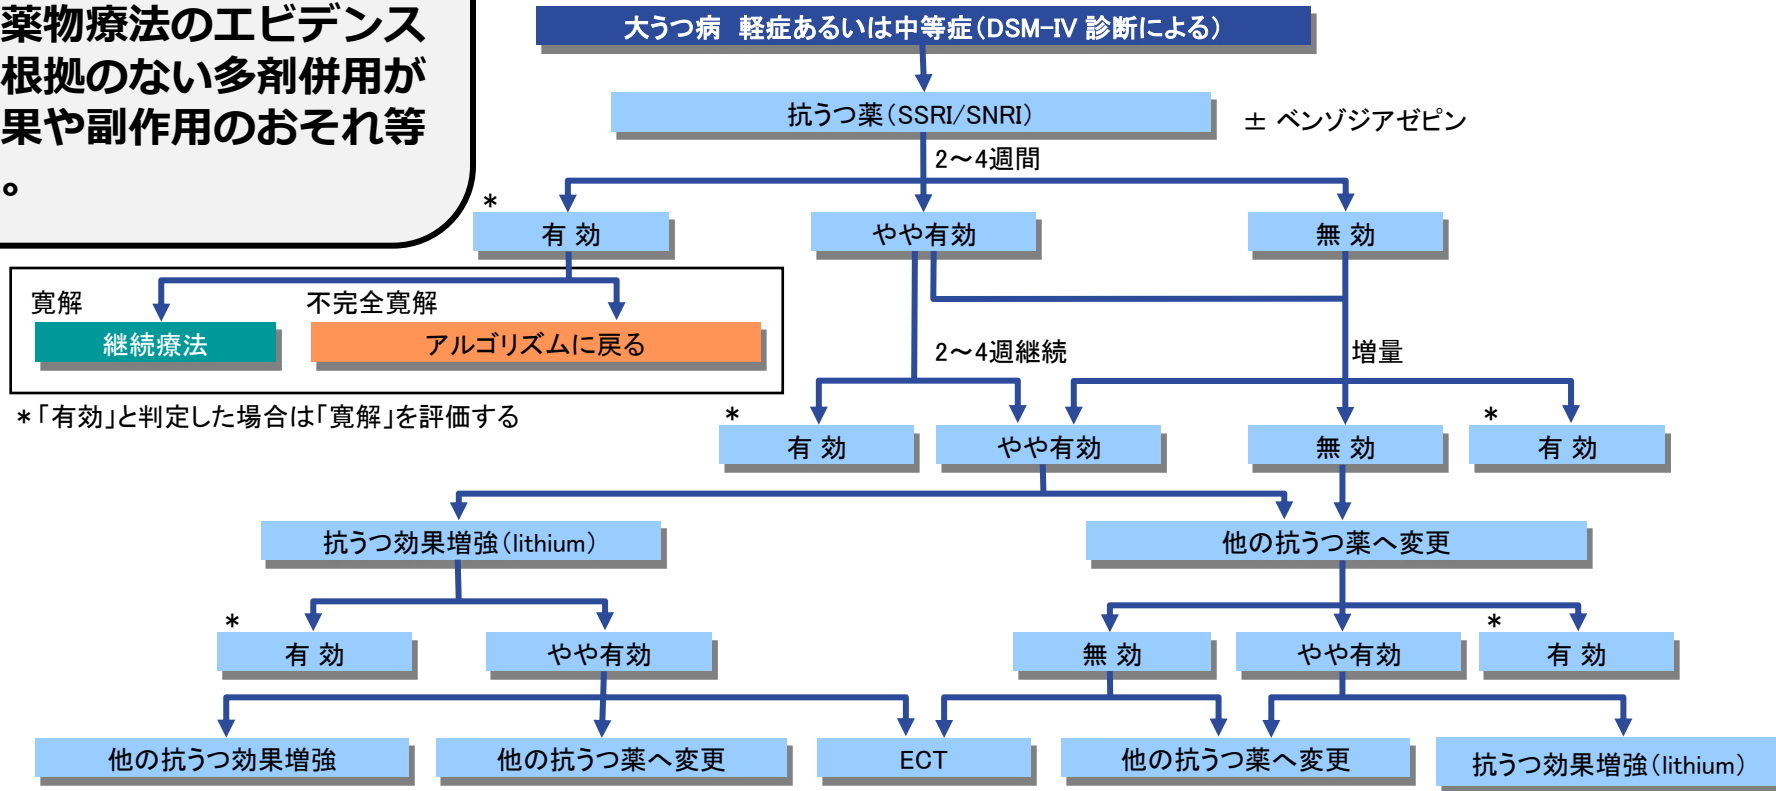 薬物療法のエビデンス
根拠のない多剤併用が
果や副作用のおそれ等
。
大うつ病 軽症あるいは中等症(DSM-IV 診断による)
抗うつ薬(SSRI/SNRI)
± ベンゾジアゼピン
2～4週間
*
有 効
やや有効
無 効
寛解
不完全寛解
継続療法
アルゴリズムに戻る
*「有効」と判定した場合は「寛解」を評価する
2～4週継続
増量
*
有 効
やや有効
無 効
*
有 効
抗うつ効果増強(lithium)
他の抗うつ薬へ変更
*
有 効
やや有効
無 効
やや有効
*
有 効
他の抗うつ効果増強
他の抗うつ薬へ変更
ECT
他の抗うつ薬へ変更
抗うつ効果増強(lithium)